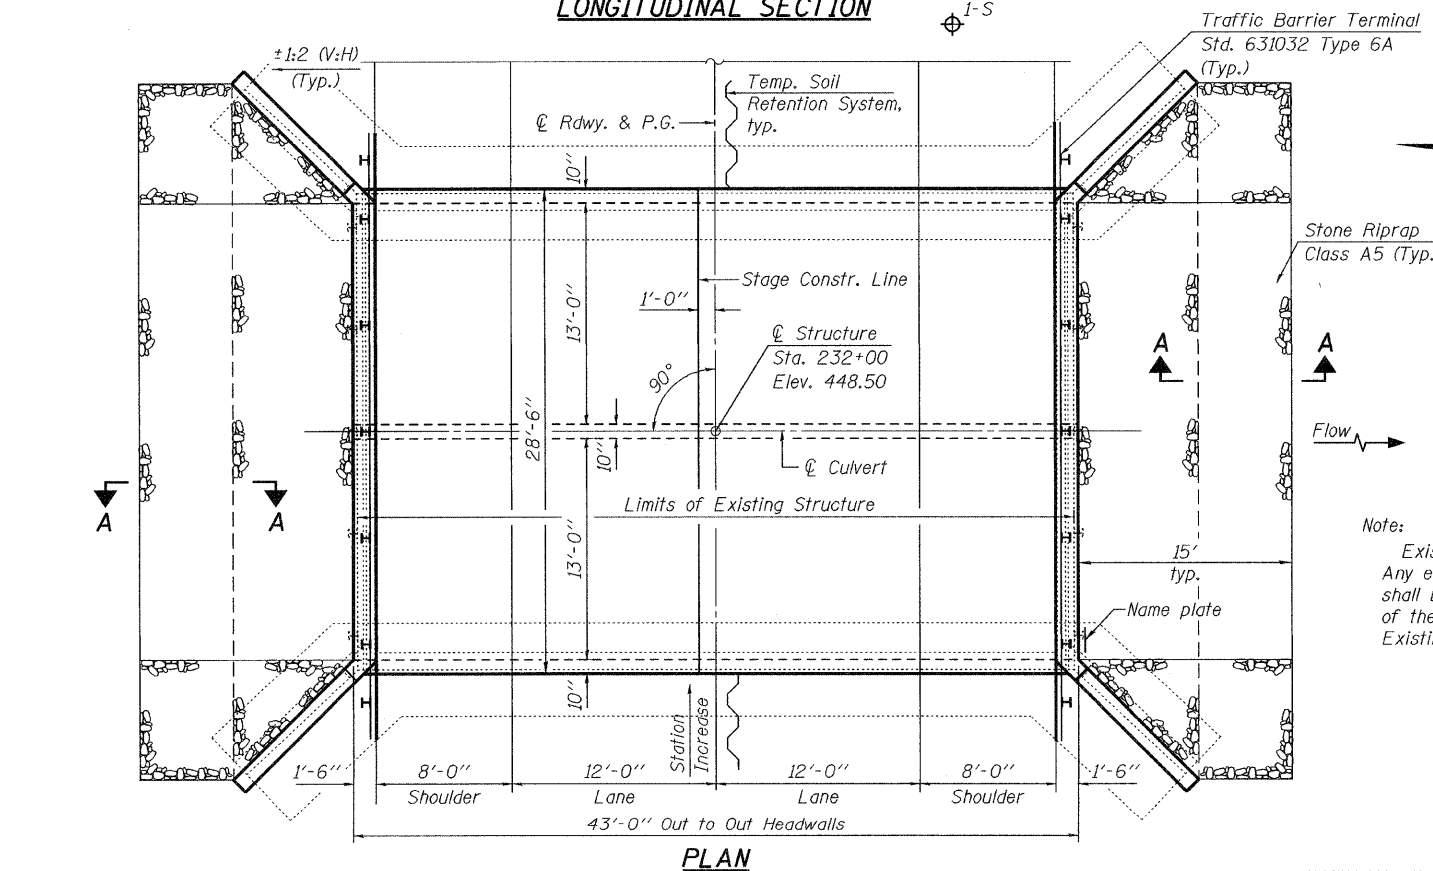 LONGITUDINAL SECTION
1-S
Traffic Barrier Terminal
Std. 631032 Type 6A
(Typ.)
±1:2 (V:H)
(Typ.)
Temp. Soil
Retention System,
typ.
℄ Rdwy. & P.G.
10"
Stone Riprap
Class A5 (Typ.
Stage Constr. Line
1'-0"
13'-0"
℄ Structure
Sta. 232+00
Elev. 448.50
90°
A
A
28'-6"
10"
Flow
℄ Culvert
A
A
Limits of Existing Structure
Note:
13'-0"
15'
typ.
Any
shall
of the
Name plate
10"
Station
Increase
1'-6"
8'-0"
12'-0"
12'-0"
8'-0"
1'-6"
Shoulder
Lane
Lane
Shoulder
43'-0" Out to Out Headwalls
PLAN